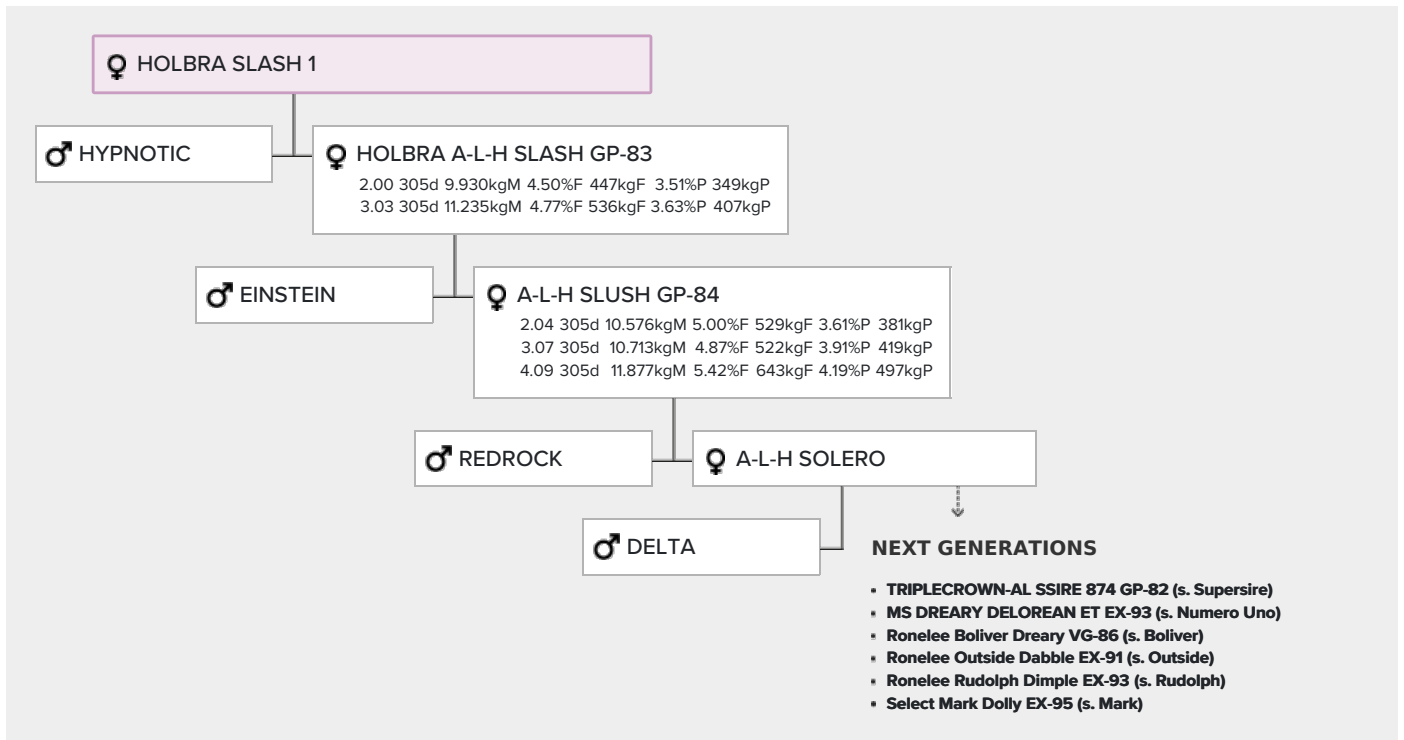 HOLBRA SLASH 1
HYPNOTIC
HOLBRA A-L-H SLASH GP-83
2.00 305d 9.930kgM 4.50%F 447kgF 3.51%P 349kgP
3.03 305d 11.235kgM 4.77%F 536kgF 3.63%P 407kgP
EINSTEIN
A-L-H SLUSH GP-84
2.04 305d 10.576kgM 5.00%F 529kgF 3.61%P 381kgP
3.07 305d 10.713kgM 4.87%F 522kgF 3.91%P 419kgP
4.09 305d 11.877kgM 5.42%F 643kgF 4.19%P 497kgP
REDROCK
A-L-H SOLERO
DELTA
NEXT GENERATIONS
TRIPLECROWN-AL SSIRE 874 GP-82 (s. Supersire)
MS DREARY DELOREAN ET EX-93 (s. Numero Uno)
Ronelee Boliver Dreary VG-86 (s. Boliver)
Ronelee Outside Dabble EX-91 (s. Outside)
Ronelee Rudolph Dimple EX-93 (s. Rudolph)
Select Mark Dolly EX-95 (s. Mark)